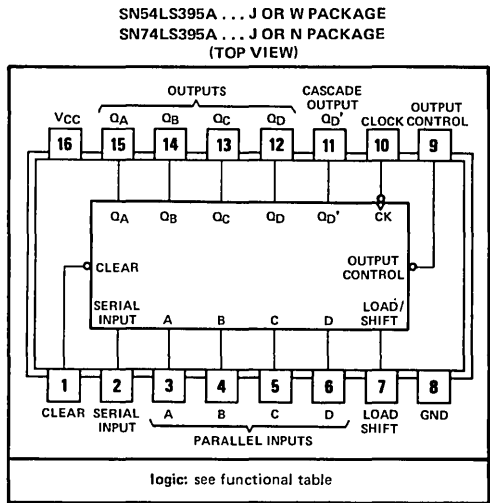 SN54LS395A . . . J OR W PACKAGE
SN74LS395A . . . J OR N PACKAGE
(TOP VIEW)
OUTPUTS
CASCADE
OUTPUT
OUTPUT
CONTROL
VCC QA QB QC QD QD' CLOCK
16 15 14 13 12 11 10 9
QA QB QC QD QD' CK
CLEAR
OUTPUT
CONTROL
SERIAL
INPUT
A B C D
LOAD/
SHIFT
1 2 3 4 5 6 7 8
CLEAR
SERIAL
INPUT
A B C D
LOAD
SHIFT
GND
PARALLEL INPUTS
logic: see functional table